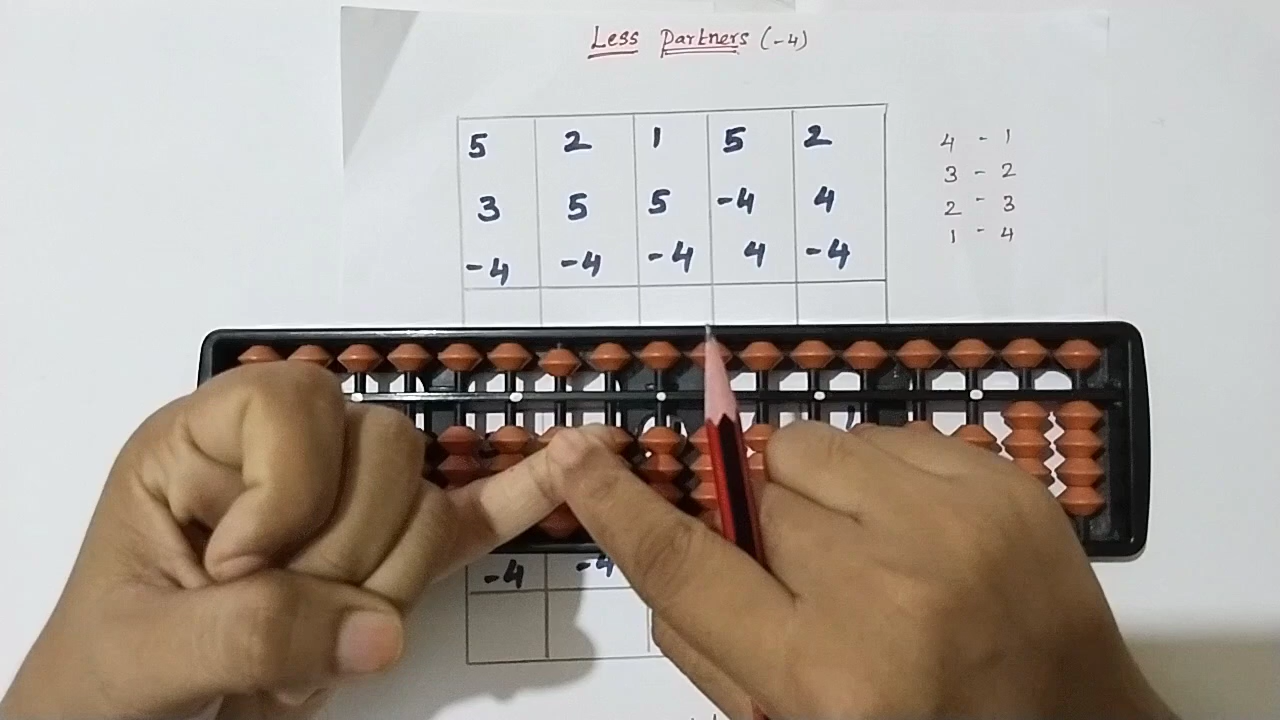 Less Partners (-4)
5 2 1 5 2
3 5 5 -4 4
-4 -4 -4 4 -4
4 - 1
3 - 2
2 - 3
1 - 4
-4 -4